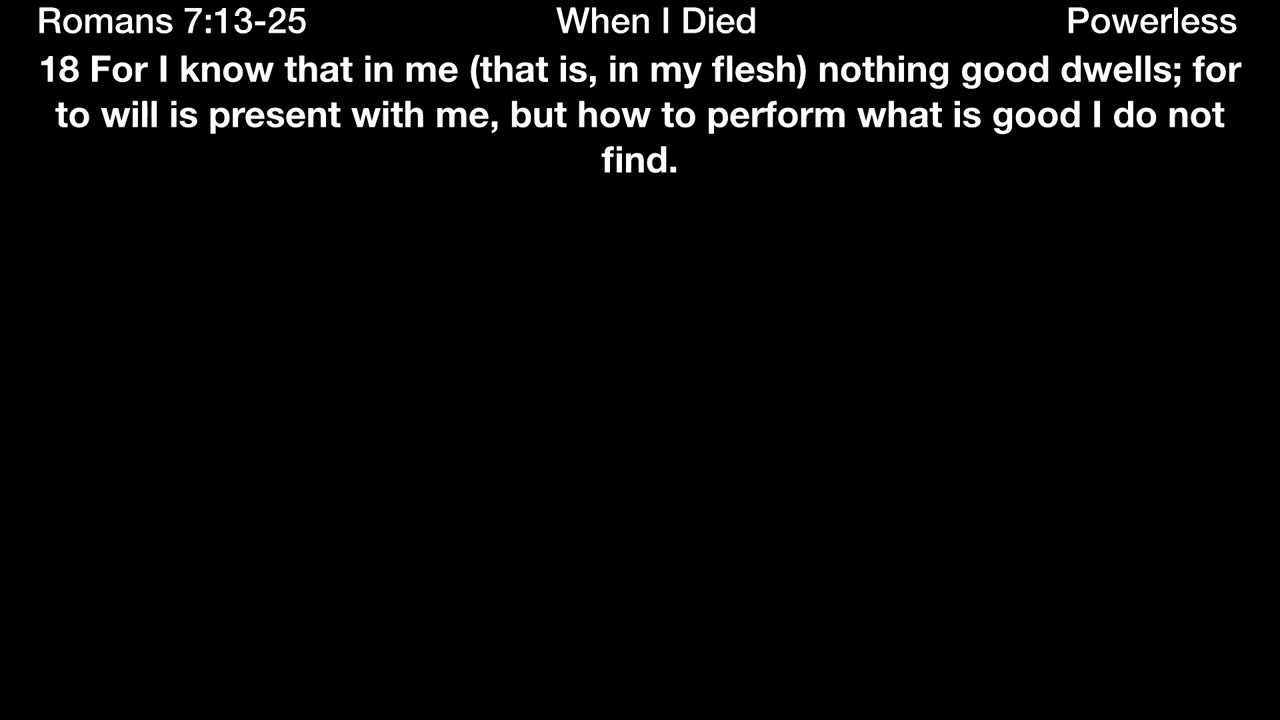 Romans 7:13-25 When I Died Powerless
18 For I know that in me (that is, in my flesh) nothing good dwells; for
to will is present with me, but how to perform what is good I do not
find.